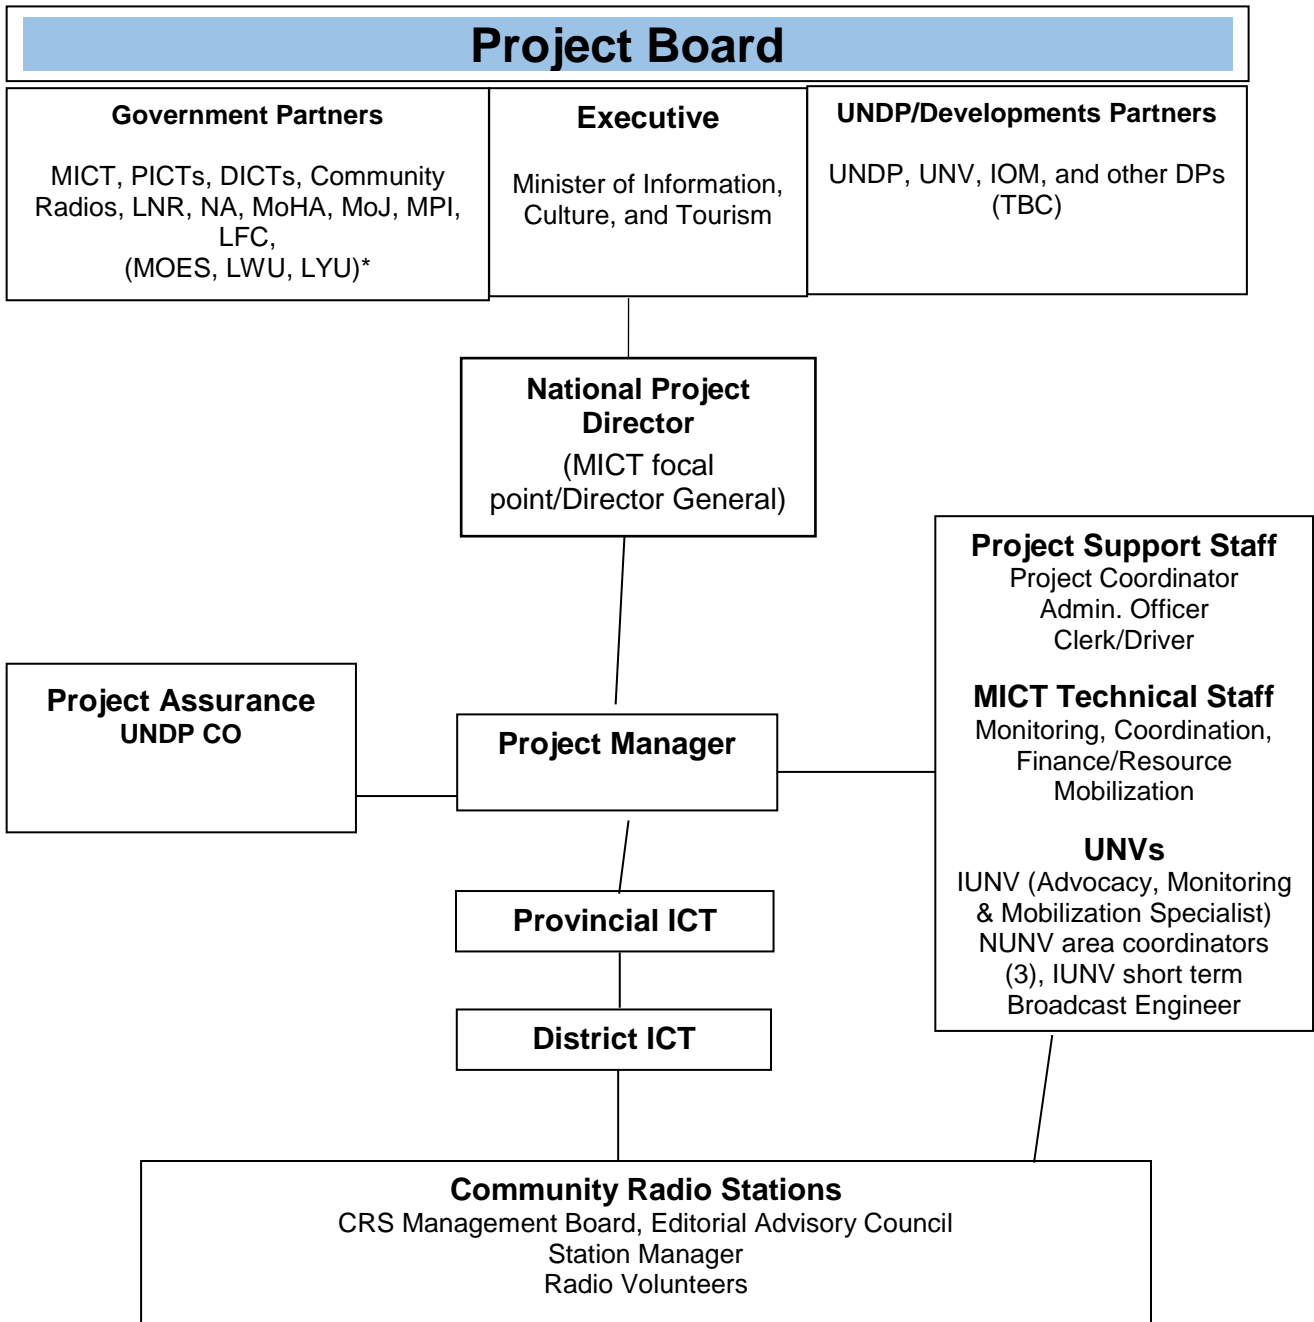 Project Board
Government Partners
MICT, PICTs, DICTs, Community
Radios, LNR, NA, MoHA, MoJ, MPI,
LFC,
(MOES, LWU, LYU)*
Executive
Minister of Information,
Culture, and Tourism
UNDP/Developments Partners
UNDP, UNV, IOM, and other DPs
(TBC)
National Project
Director
(MICT focal
point/Director General)
Project Support Staff
Project Coordinator
Admin. Officer
Clerk/Driver
MICT Technical Staff
Monitoring, Coordination,
Finance/Resource
Mobilization
UNVs
IUNV (Advocacy, Monitoring
& Mobilization Specialist)
NUNV area coordinators
(3), IUNV short term
Broadcast Engineer
Project Assurance
UNDP CO
Project Manager
Provincial ICT
District ICT
Community Radio Stations
CRS Management Board, Editorial Advisory Council
Station Manager
Radio Volunteers